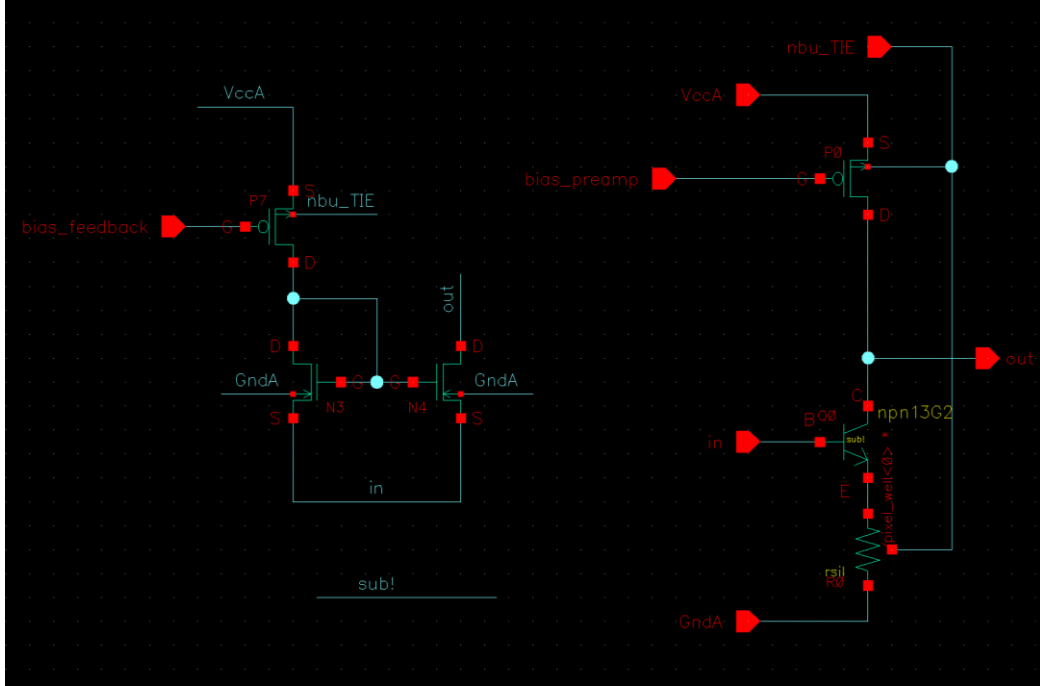 nbu_TIE
VccA
VccA
S
P0
S
P7
nbu_TIE
bias_preamp
G
D
bias_feedback
G
D
out
D
D
out
GndA
G
G
GndA
N3
N4
S
S
C
npn13G2
B
Q0
sub!
in
in
E
pixel_well<0> *
sub!
rsil
R0
GndA